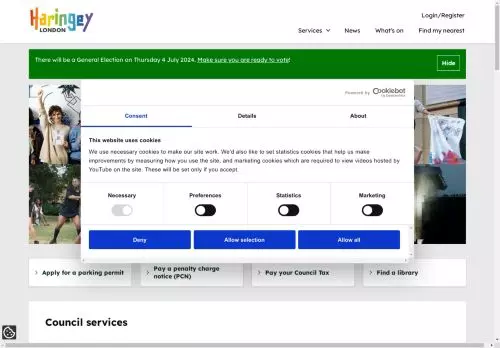 Haringey
LONDON
Login/Register
Services
News
What's on
Find my nearest
There will be a General Election on Thursday 4 July 2024. Make sure you are ready to vote!
Hide
Powered by Cookiebot
Consent
Details
About
This website uses cookies
We use necessary cookies to make our site work. We'd also like to set statistics cookies that help us make
improvements by measuring how you use the site, and marketing cookies which are required to view videos hosted by
YouTube on the site. These will be set only if you accept.
Necessary
Preferences
Statistics
Marketing
Deny
Allow selection
Allow all
Apply for a parking permit
Pay a penalty charge
notice (PCN)
Pay your Council Tax
Find a library
Council services